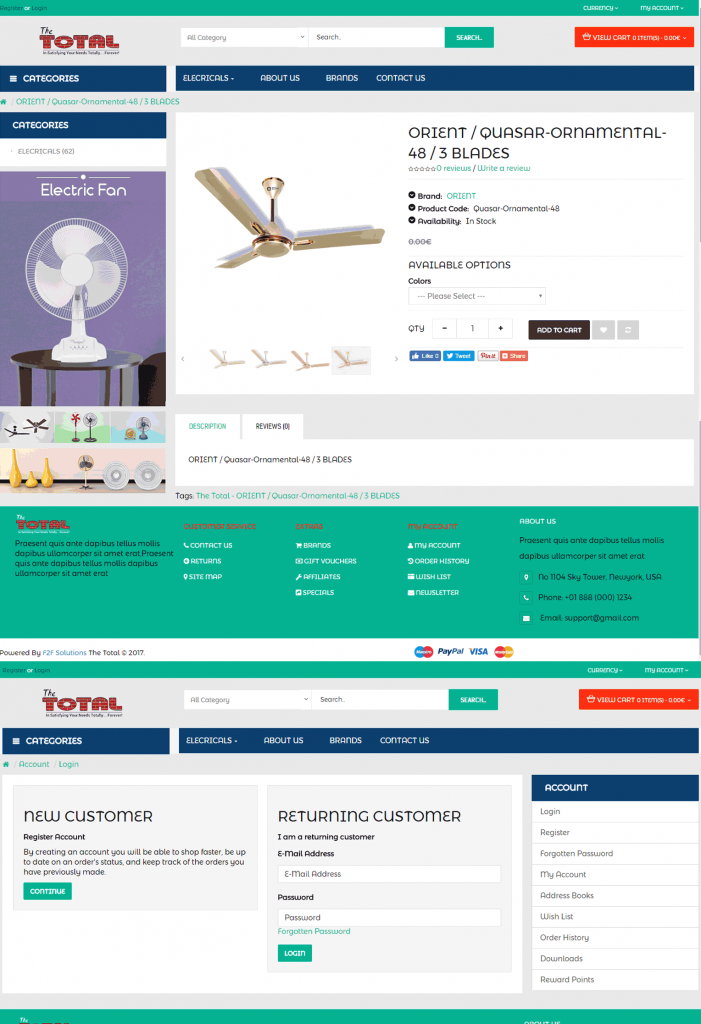 Register or Login
CURRENCY
MY ACCOUNT
The
TOTAL
In Satisfying Your Needs Totally... Forever!
All Category
Search..
SEARCH..
VIEW CART 0 ITEM(S) - 0.00€
CATEGORIES
ELECRICALS
ABOUT US
BRANDS
CONTACT US
/ ORIENT / Quasar-Ornamental-48 / 3 BLADES
CATEGORIES
- ELECRICALS (62)
Electric Fan
ORIENT / QUASAR-ORNAMENTAL-
48 / 3 BLADES
0 reviews / Write a review
Brand: ORIENT
Product Code: Quasar-Ornamental-48
Availability: In Stock
0.00€
AVAILABLE OPTIONS
Colors
--- Please Select ---
QTY
-
1
+
ADD TO CART
Like 0
Tweet
Pin it
Share
DESCRIPTION
REVIEWS (0)
ORIENT / Quasar-Ornamental-48 / 3 BLADES
Tags: The Total - ORIENT / Quasar-Ornamental-48 / 3 BLADES
The
TOTAL
In Satisfying Your Needs Totally... Forever!
Praesent quis ante dapibus tellus mollis
dapibus ullamcorper sit amet erat,Praesent
quis ante dapibus tellus mollis dapibus
ullamcorper sit amet erat
CUSTOMER SERVICE
CONTACT US
RETURNS
SITE MAP
EXTRAS
BRANDS
GIFT VOUCHERS
AFFILIATES
SPECIALS
MY ACCOUNT
MY ACCOUNT
ORDER HISTORY
WISH LIST
NEWSLETTER
ABOUT US
Praesent quis ante dapibus tellus mollis
dapibus ullamcorper sit amet erat.
No 1104 Sky Tower, Newyork, USA
Phone: +01 888 (000) 1234
Email: support@gmail.com
Powered By F2F Solutions The Total © 2017.
Maestro
PayPal
VISA
MasterCard
Register or Login
CURRENCY
MY ACCOUNT
The
TOTAL
In Satisfying Your Needs Totally... Forever!
All Category
Search..
SEARCH..
VIEW CART 0 ITEM(S) - 0.00€
CATEGORIES
ELECRICALS
ABOUT US
BRANDS
CONTACT US
/ Account / Login
NEW CUSTOMER
Register Account
By creating an account you will be able to shop faster, be up
to date on an order's status, and keep track of the orders you
have previously made.
CONTINUE
RETURNING CUSTOMER
I am a returning customer
E-Mail Address
E-Mail Address
Password
Password
Forgotten Password
LOGIN
ACCOUNT
Login
Register
Forgotten Password
My Account
Address Books
Wish List
Order History
Downloads
Reward Points
The
ABOUT US